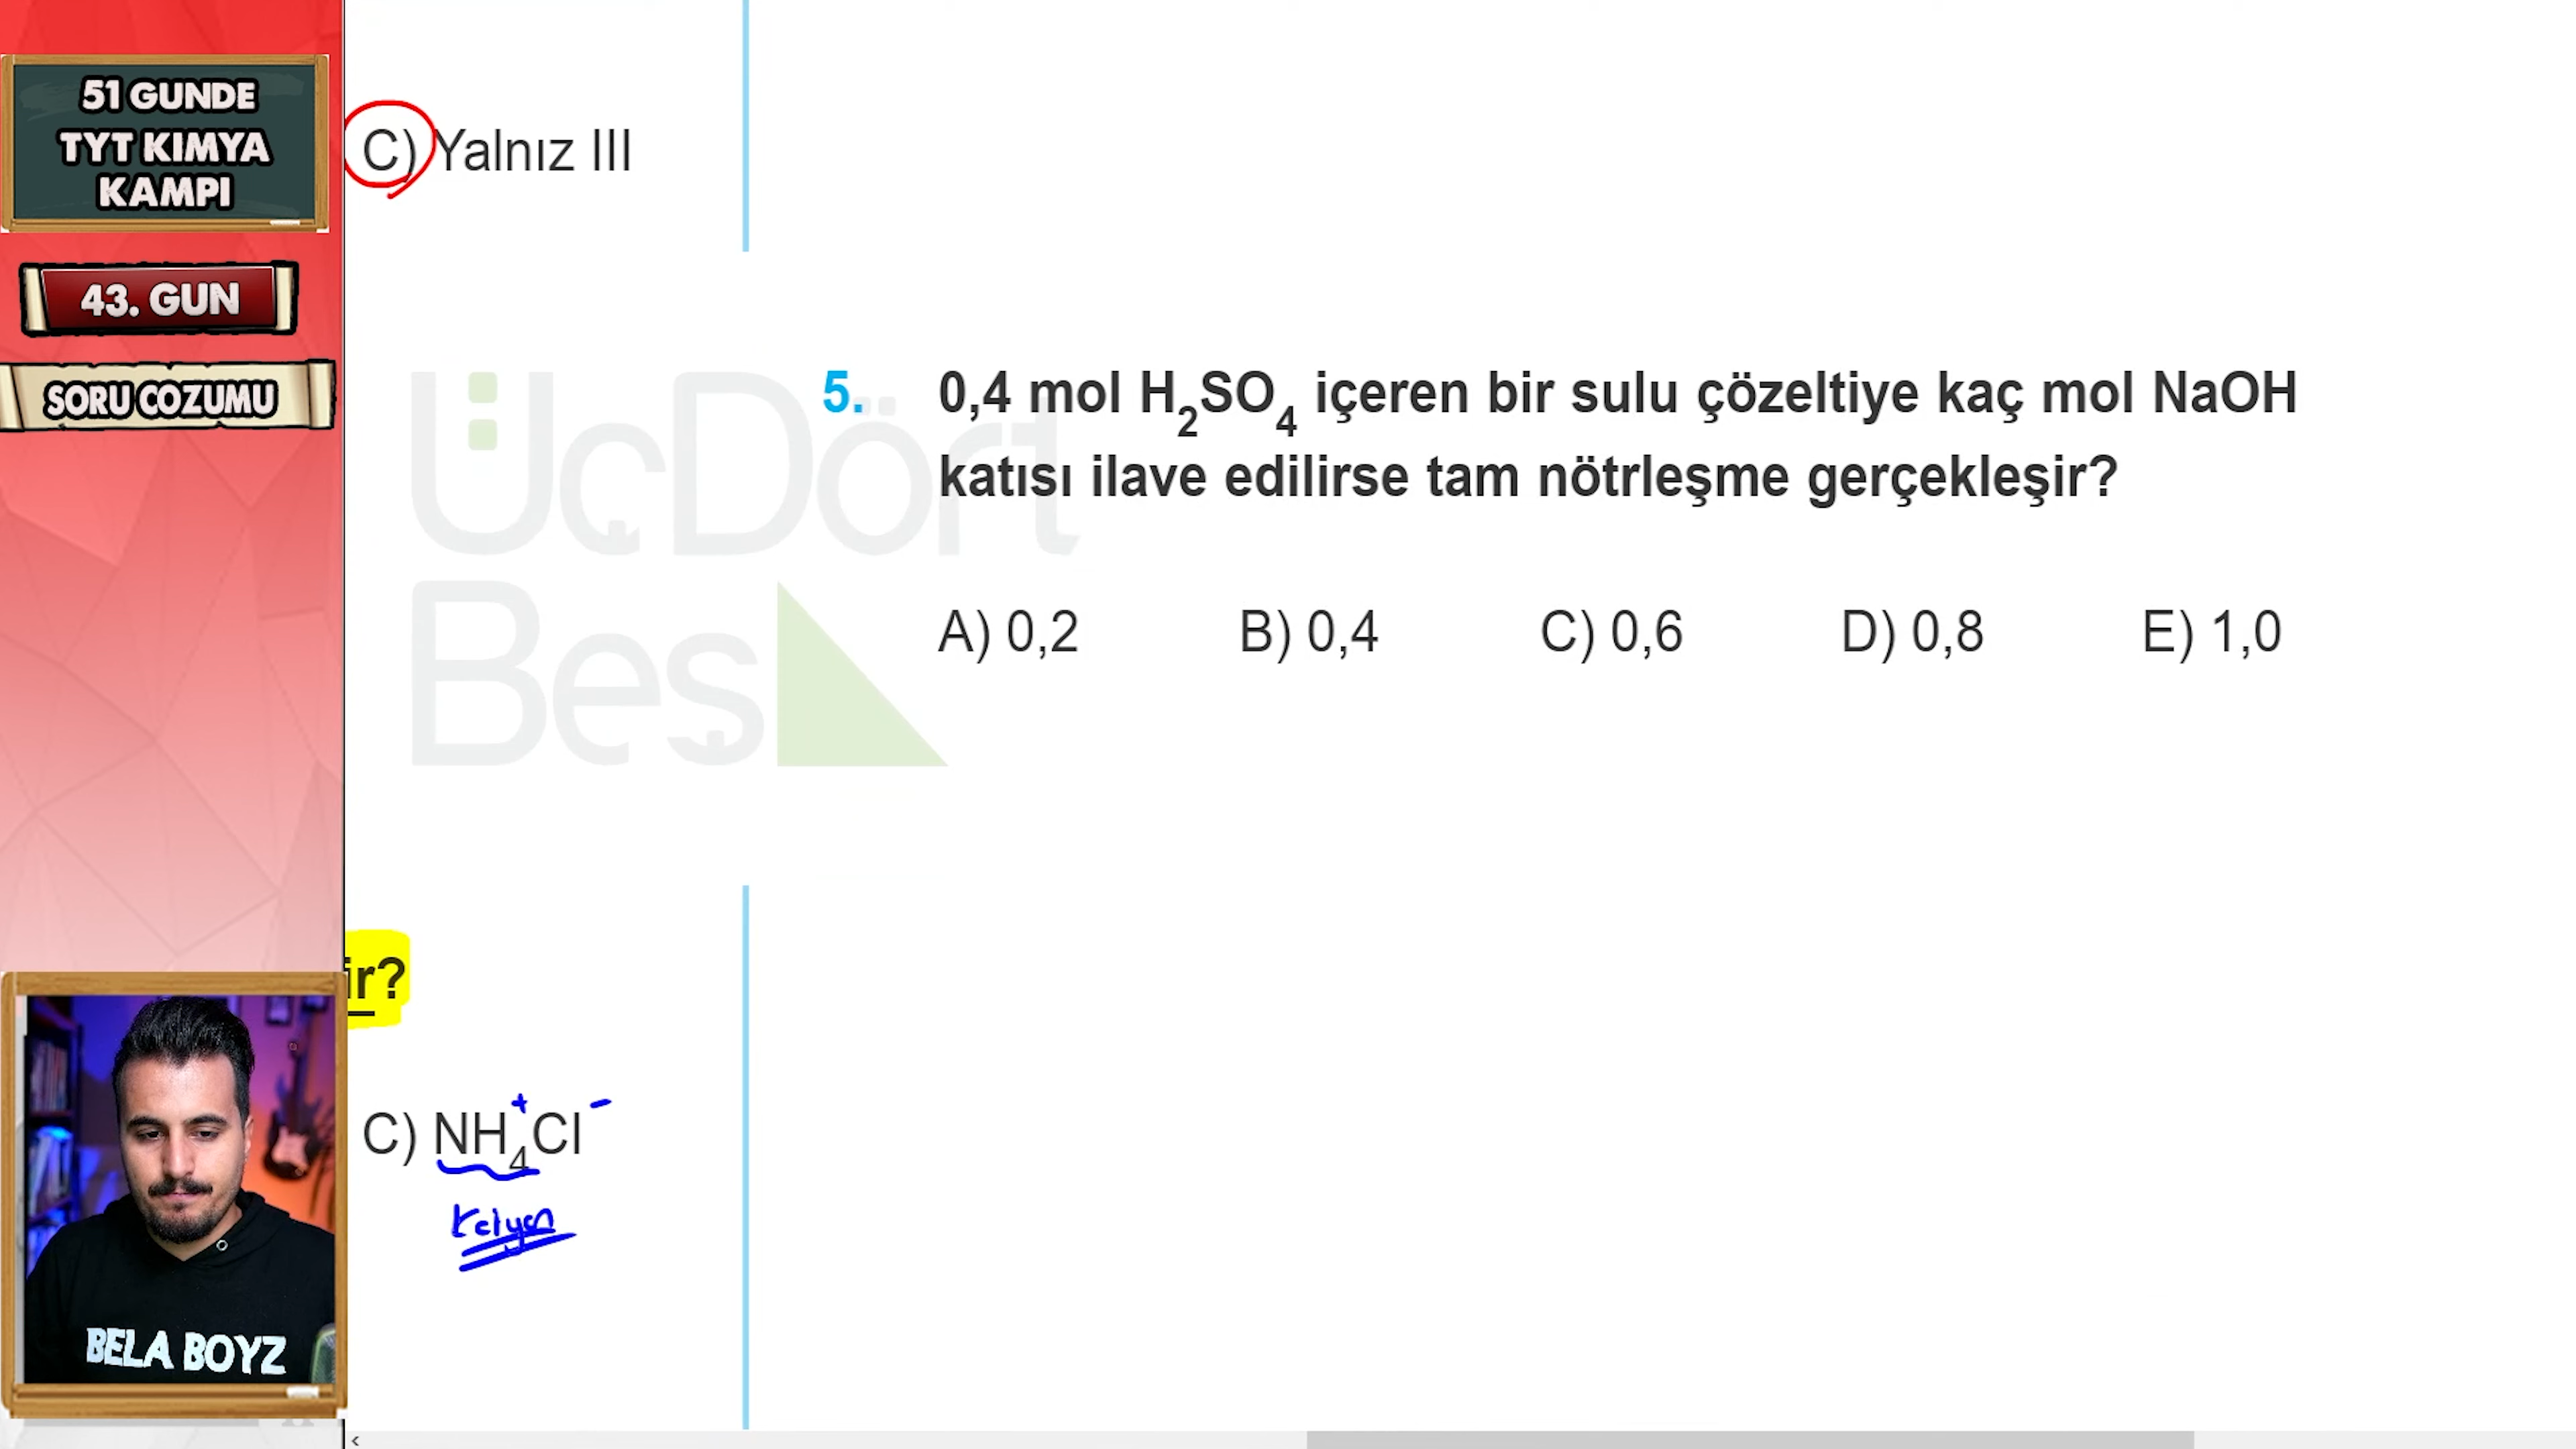 51 GUNDE
TYT KIMYA
KAMPI
43. GUN
SORU COZUMU
C) Yalnız III
ÜçDört
Beş
5. 0,4 mol H₂SO₄ içeren bir sulu çözeltiye kaç mol NaOH
katısı ilave edilirse tam nötrleşme gerçekleşir?
A) 0,2 B) 0,4 C) 0,6 D) 0,8 E) 1,0
ir?
C) NH₄⁺Cl⁻
BELA BOYZ